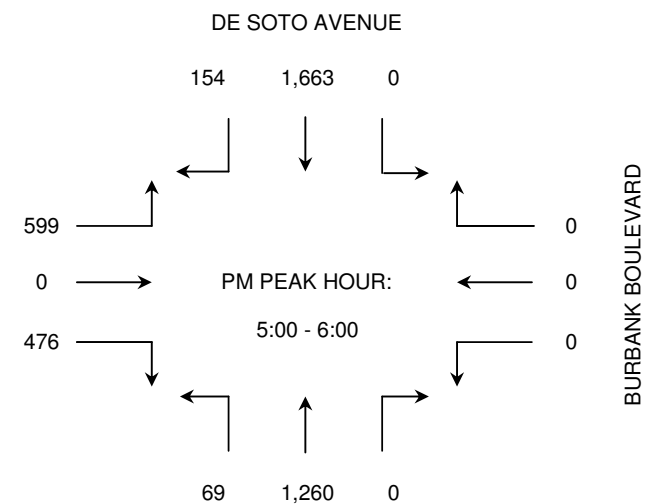 DE SOTO AVENUE
154 1,663 0
599 0
0 PM PEAK HOUR: 0
5:00 - 6:00
476 0
BURBANK BOULEVARD
69 1,260 0